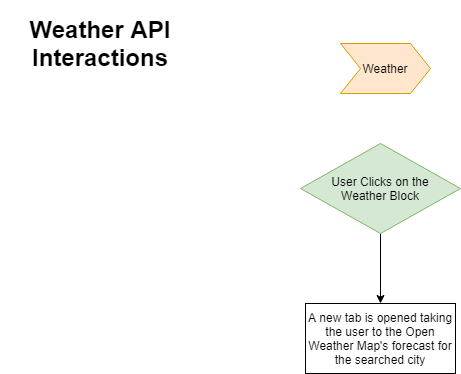 Weather API
Interactions
Weather
User Clicks on the
Weather Block
A new tab is opened taking
the user to the Open
Weather Map's forecast for
the searched city